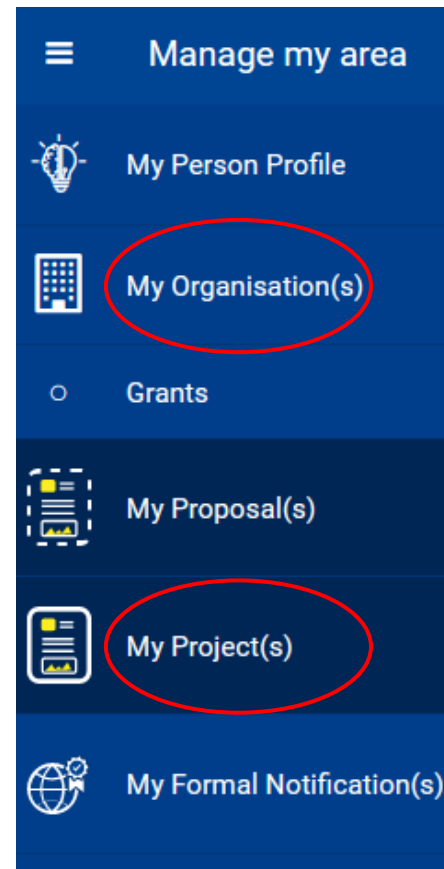 Manage my area
My Person Profile
My Organisation(s)
Grants
My Proposal(s)
My Project(s)
My Formal Notification(s)